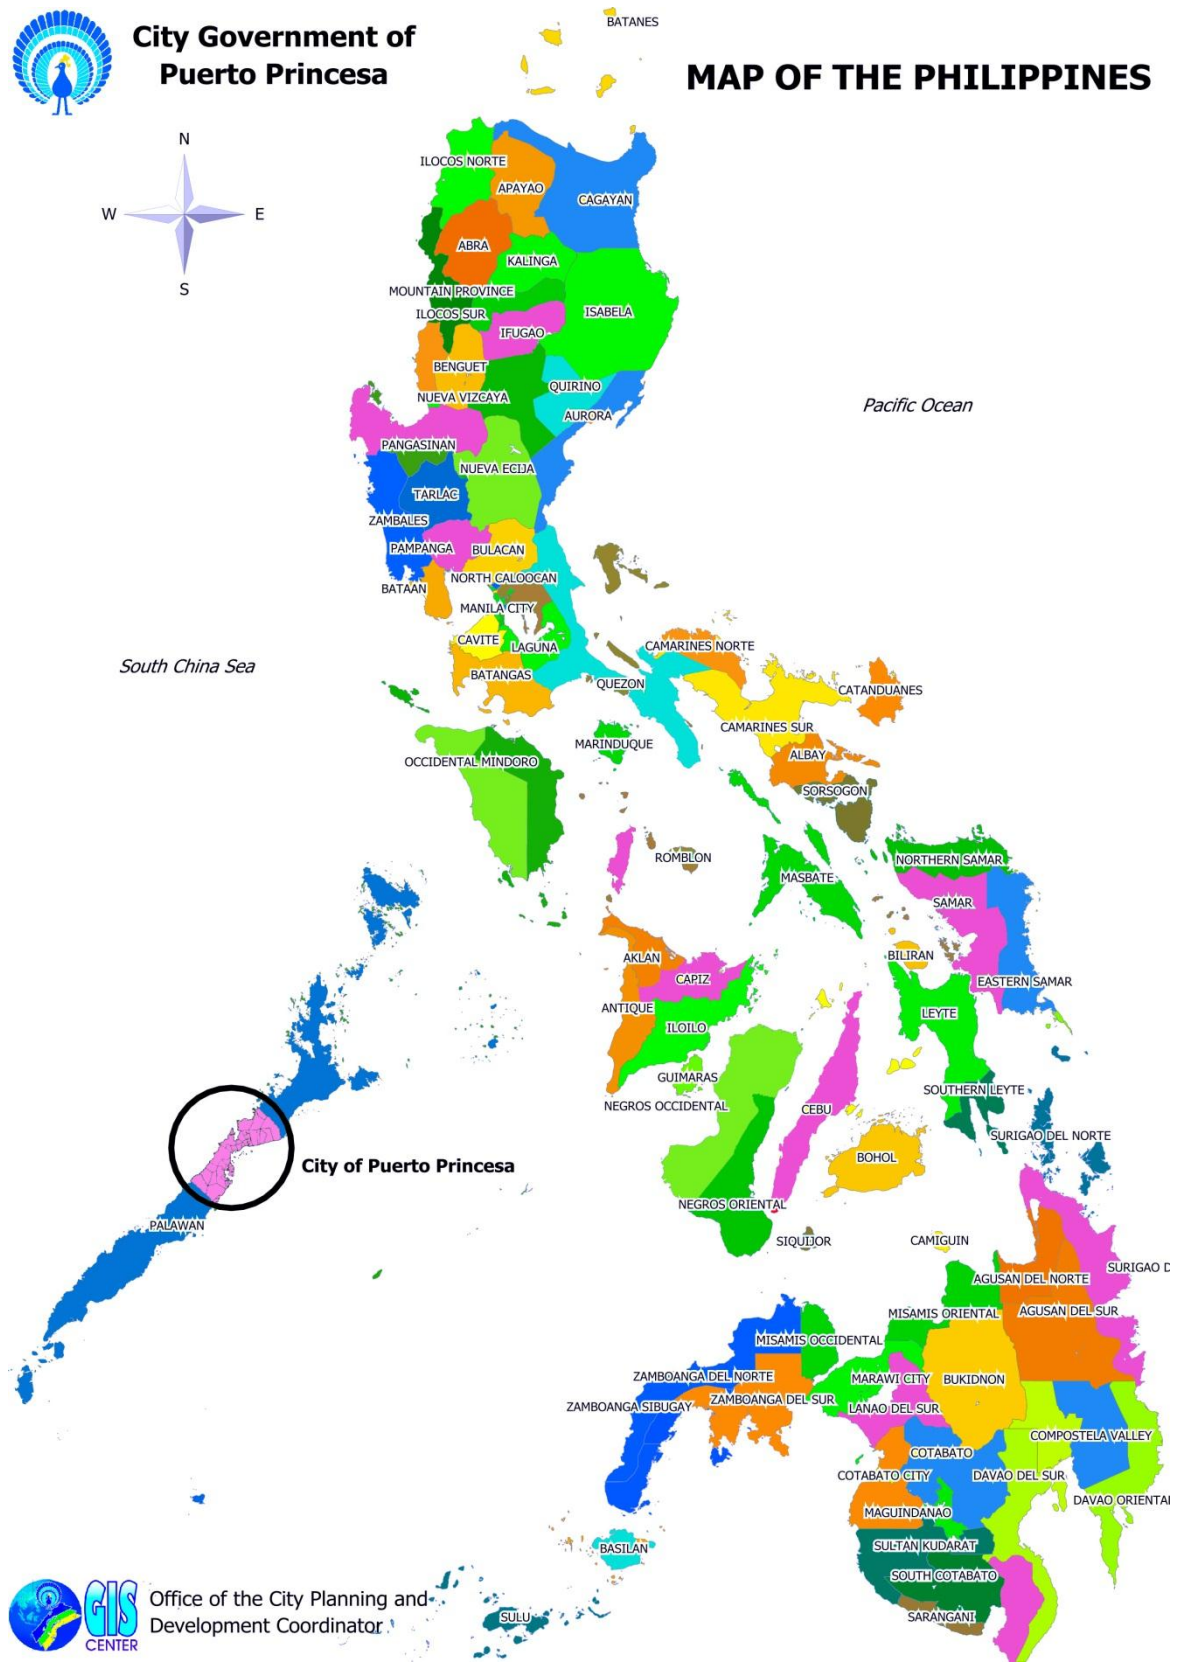 City Government of
Puerto Princesa
MAP OF THE PHILIPPINES
BATANES
N
W
E
S
ILOCOS NORTE
APAYAO
CAGAYAN
ABRA
KALINGA
MOUNTAIN PROVINCE
ILOCOS SUR
ISABELA
IFUGAO
BENGUET
QUIRINO
NUEVA VIZCAYA
AURORA
Pacific Ocean
PANGASINAN
NUEVA ECIJA
TARLAC
ZAMBALES
PAMPANGA
BULACAN
NORTH CALOOCAN
BATAAN
MANILA CITY
CAVITE
LAGUNA
CAMARINES NORTE
South China Sea
BATANGAS
QUEZON
CATANDUANES
CAMARINES SUR
MARINDUQUE
ALBAY
OCCIDENTAL MINDORO
SORSOGON
ROMBLON
NORTHERN SAMAR
MASBATE
SAMAR
BILIRAN
AKLAN
CAPIZ
EASTERN SAMAR
ANTIQUE
LEYTE
ILOILO
GUIMARAS
SOUTHERN LEYTE
NEGROS OCCIDENTAL
CEBU
SURIGAO DEL NORTE
BOHOL
City of Puerto Princesa
NEGROS ORIENTAL
PALAWAN
SIQUIJOR
CAMIGUIN
SURIGAO D
AGUSAN DEL NORTE
MISAMIS ORIENTAL
AGUSAN DEL SUR
MISAMIS OCCIDENTAL
ZAMBOANGA DEL NORTE
MARAWI CITY
BUKIDNON
ZAMBOANGA DEL SUR
ZAMBOANGA SIBUGAY
LANAO DEL SUR
COMPOSTELA VALLEY
COTABATO
COTABATO CITY
DAVAO DEL SUR
DAVAO ORIENTAL
MAGUINDANAO
BASILAN
SULTAN KUDARAT
SOUTH COTABATO
SULU
SARANGANI
GIS
CENTER
Office of the City Planning and
Development Coordinator